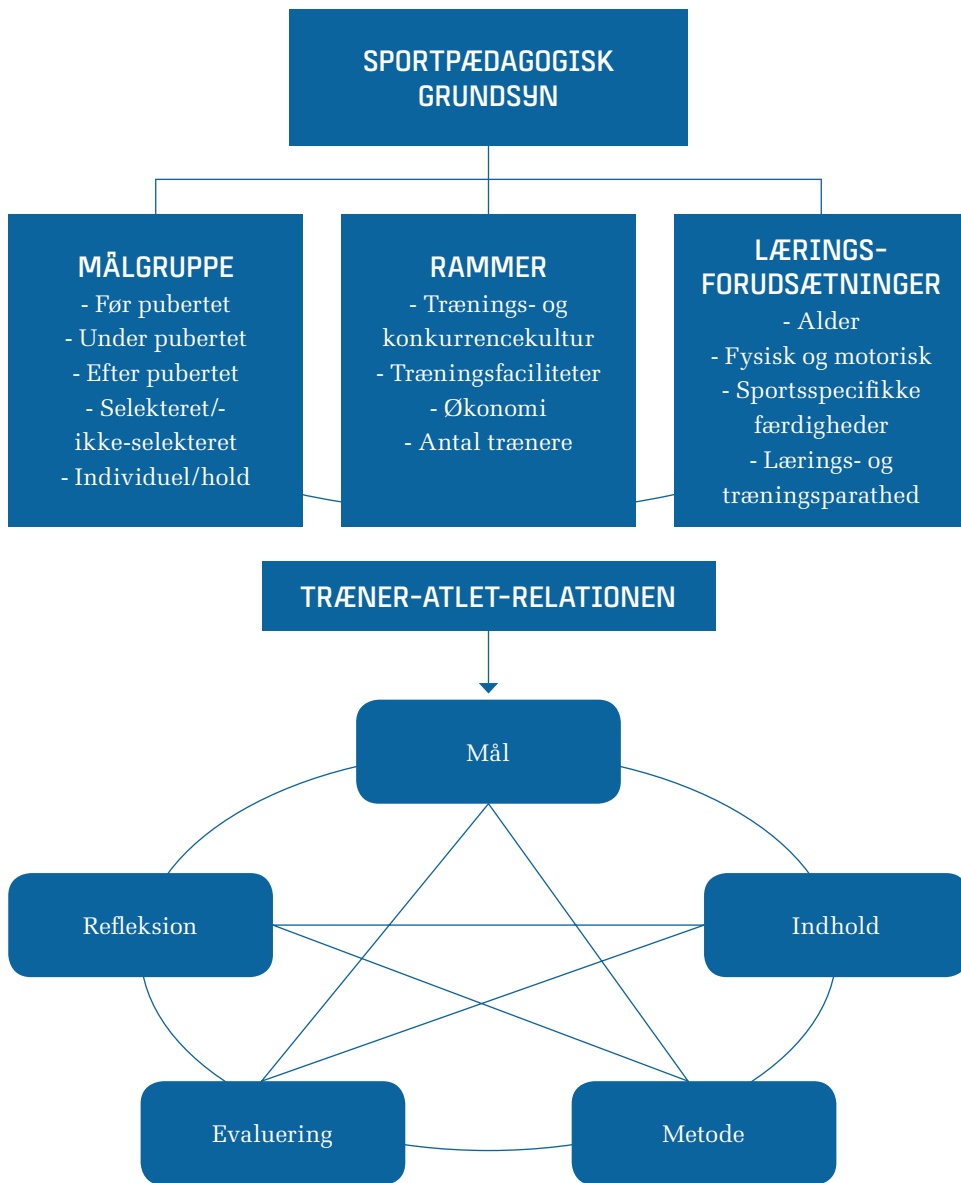 SPORTPÆDAGOGISK
GRUNDSYN
MÅLGRUPPE
- Før pubertet
- Under pubertet
- Efter pubertet
- Selekteret/-
ikke-selekteret
- Individuel/hold
RAMMER
- Trænings- og
konkurrencekultur
- Træningsfaciliteter
- Økonomi
- Antal trænere
LÆRINGS-
FORUDSÆTNINGER
- Alder
- Fysisk og motorisk
- Sportsspecifikke
færdigheder
- Lærings- og
træningsparathed
TRÆNER-ATLET-RELATIONEN
Mål
Refleksion
Indhold
Evaluering
Metode